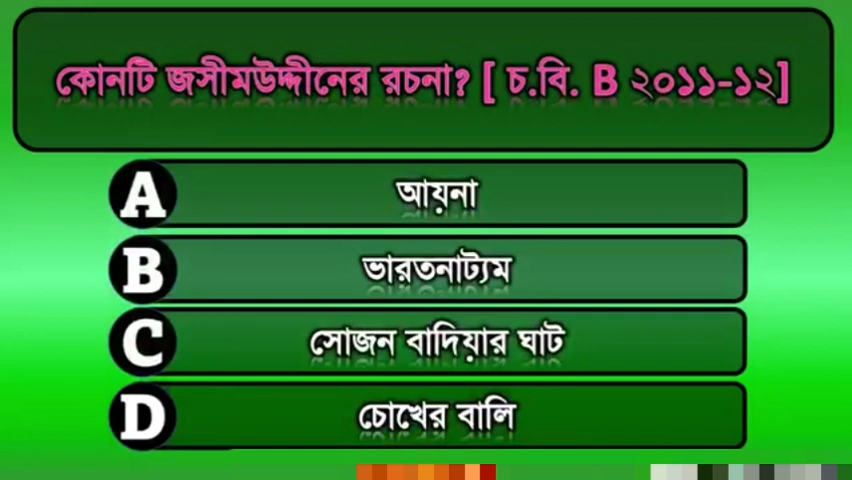 কোনটি জসীমউদ্দীনের রচনা? [ চ.বি. B ২০১১-১২]
A আয়না
B ভারতনাট্যম
C সোজন বাদিয়ার ঘাট
D চোখের বালি